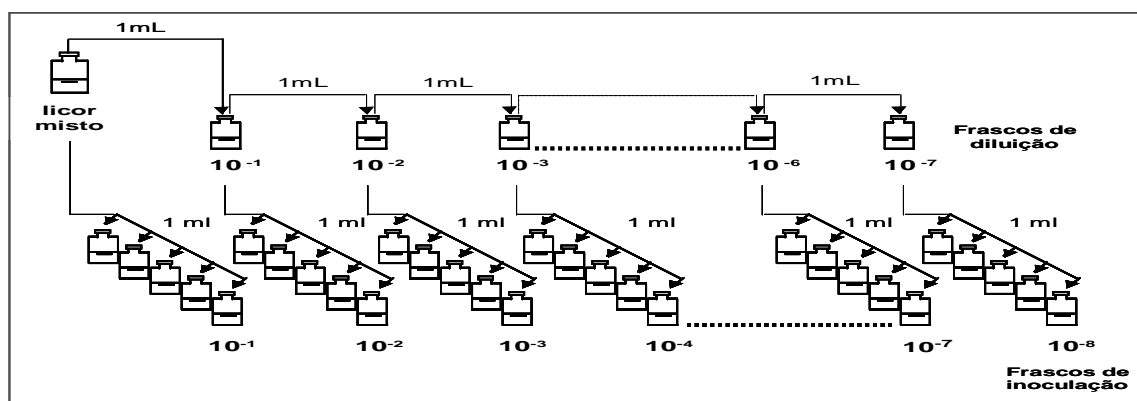 1mL
1mL 1mL 1mL
licor
misto
Frascos de
diluição
10 -1 10 -2 10 -3 10 -6 10 -7
1 ml 1 ml 1 ml 1 ml 1 ml 1 ml
10-1 10-2 10-3 10-4 10-7 10-8
Frascos de
inoculação